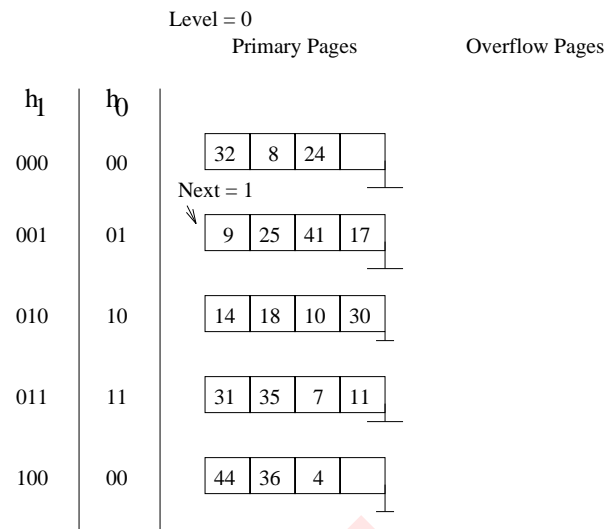 Level = 0
Primary Pages Overflow Pages
h1 h0
000 00 32 8 24
Next = 1
001 01 9 25 41 17
010 10 14 18 10 30
011 11 31 35 7 11
100 00 44 36 4